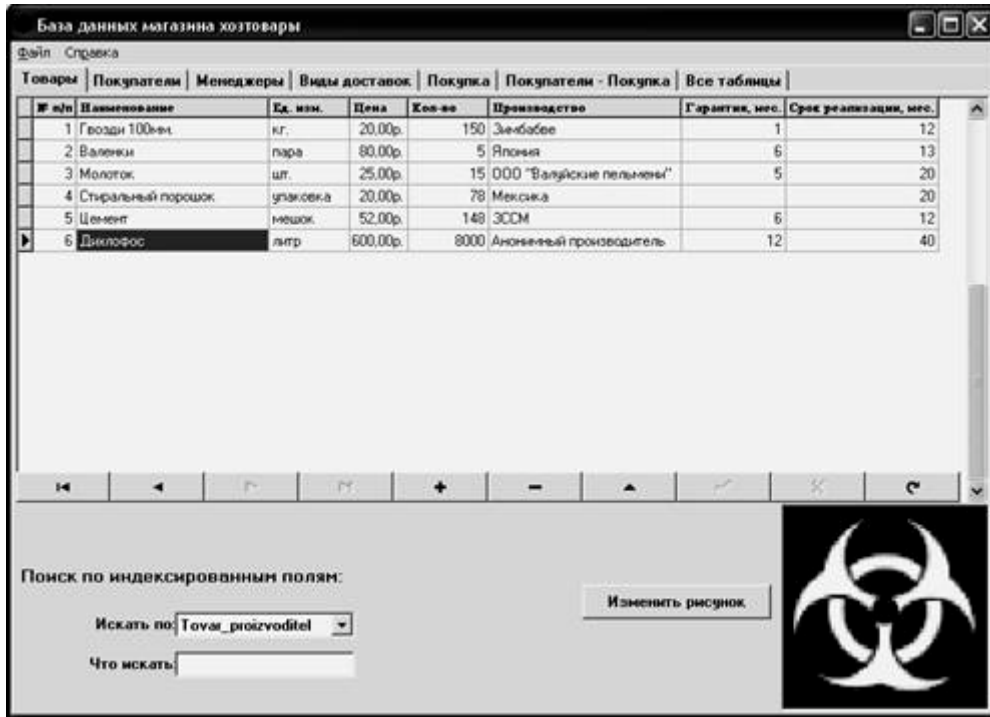 База данных магазина хозтовары
Файл Справка
Товары Покупатели Менеджеры Виды доставок Покупка Покупатели - Покупка Все таблицы
№ п/п Наименование Ед. изм. Цена Кол-во Производство Гарантия, мес. Срок реализации, мес.
1 Гвозди 100мм. кг. 20,00р. 150 Зимбабве 1 12
2 Валенки пара 80,00р. 5 Япония 6 13
3 Молоток шт. 25,00р. 15 ООО "Валуйские пельмени" 5 20
4 Стиральный порошок упаковка 20,00р. 78 Мексика 20
5 Цемент мешок 52,00р. 148 ЗССМ 6 12
6 Дихлофос литр 600,00р. 8000 Анонимный производитель 12 40
Поиск по индексированным полям:
Изменить рисунок
Искать по: Tovar_proizvoditel
Что искать: